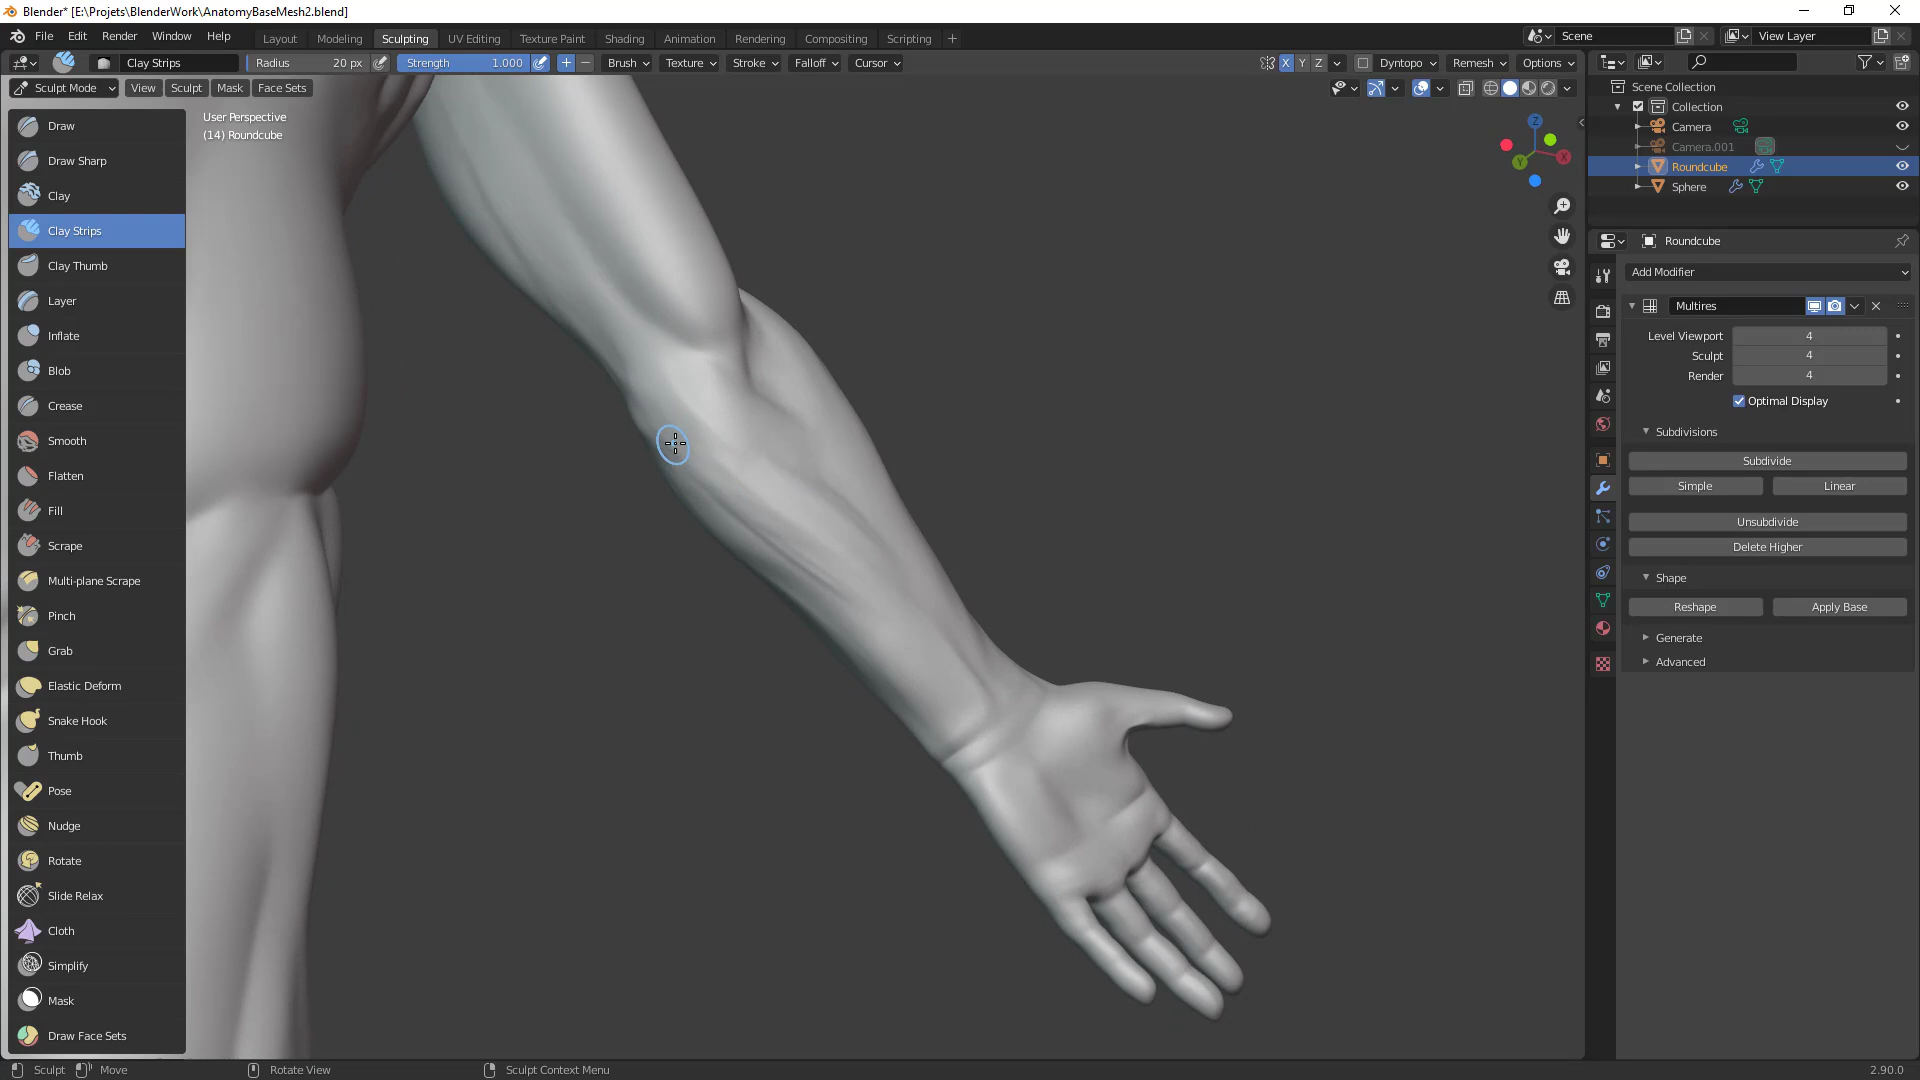 Blender* [E:\Projets\BlenderWork\AnatomyBaseMesh2.blend]
File Edit Render Window Help Layout Modeling Sculpting UV Editing Texture Paint Shading Animation Rendering Compositing Scripting + Scene View Layer
Clay Strips Radius 20 px Strength 1.000 + − Brush Texture Stroke Falloff Cursor X Y Z Dyntopo Remesh Options
Sculpt Mode View Sculpt Mask Face Sets
User Perspective
(14) Roundcube
Draw
Draw Sharp
Clay
Clay Strips
Clay Thumb
Layer
Inflate
Blob
Crease
Smooth
Flatten
Fill
Scrape
Multi-plane Scrape
Pinch
Grab
Elastic Deform
Snake Hook
Thumb
Pose
Nudge
Rotate
Slide Relax
Cloth
Simplify
Mask
Draw Face Sets
Z
Y X
Scene Collection
Collection
Camera
Camera.001
Roundcube
Sphere
Roundcube
Add Modifier
Multires
Level Viewport 4
Sculpt 4
Render 4
Optimal Display
Subdivisions
Subdivide
Simple Linear
Unsubdivide
Delete Higher
Shape
Reshape Apply Base
Generate
Advanced
Sculpt Move Rotate View Sculpt Context Menu 2.90.0